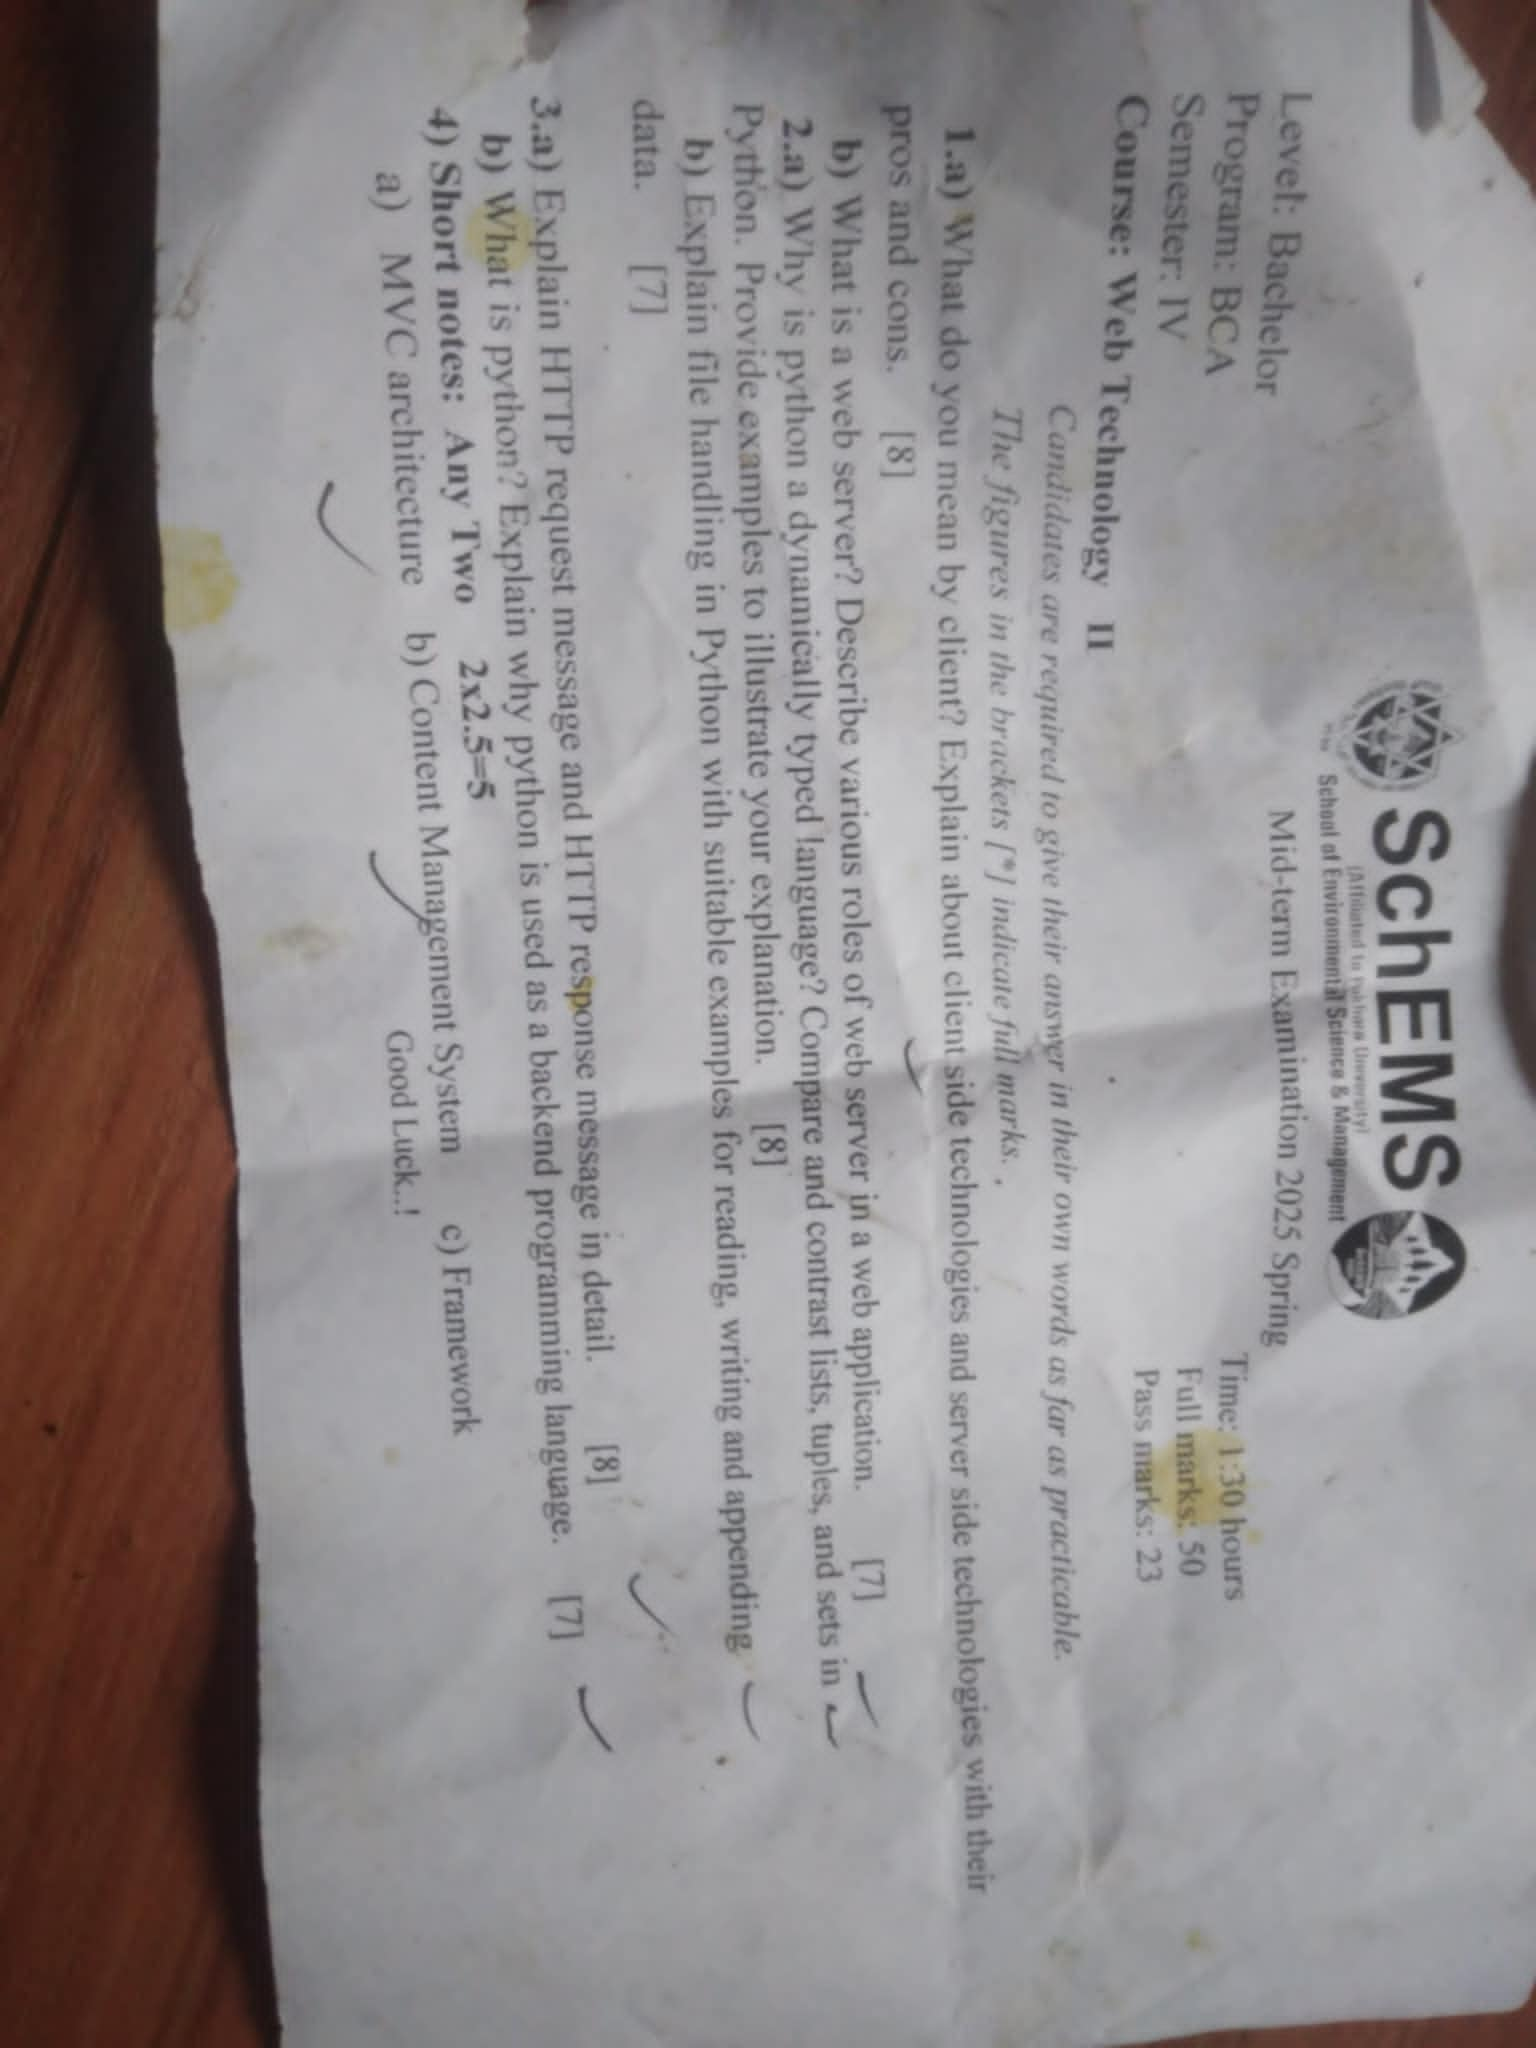 SchEMS
(Affiliated to Pokhara University)
School of Environmental Science & Management
Mid-term Examination 2025 Spring
Level: Bachelor
Time: 1:30 hours
Program: BCA
Full marks: 50
Semester: IV
Pass marks: 23
Course: Web Technology II
Candidates are required to give their answer in their own words as far as practicable.
The figures in the brackets [*] indicate full marks.
1.a) What do you mean by client? Explain about client side technologies and server side technologies with their
pros and cons. [8]
b) What is a web server? Describe various roles of web server in a web application. [7]
2.a) Why is python a dynamically typed language? Compare and contrast lists, tuples, and sets in
Python. Provide examples to illustrate your explanation. [8]
b) Explain file handling in Python with suitable examples for reading, writing and appending
data. [7]
3.a) Explain HTTP request message and HTTP response message in detail. [8]
b) What is python? Explain why python is used as a backend programming language. [7]
4) Short notes: Any Two 2x2.5=5
a) MVC architecture b) Content Management System c) Framework
Good Luck..!